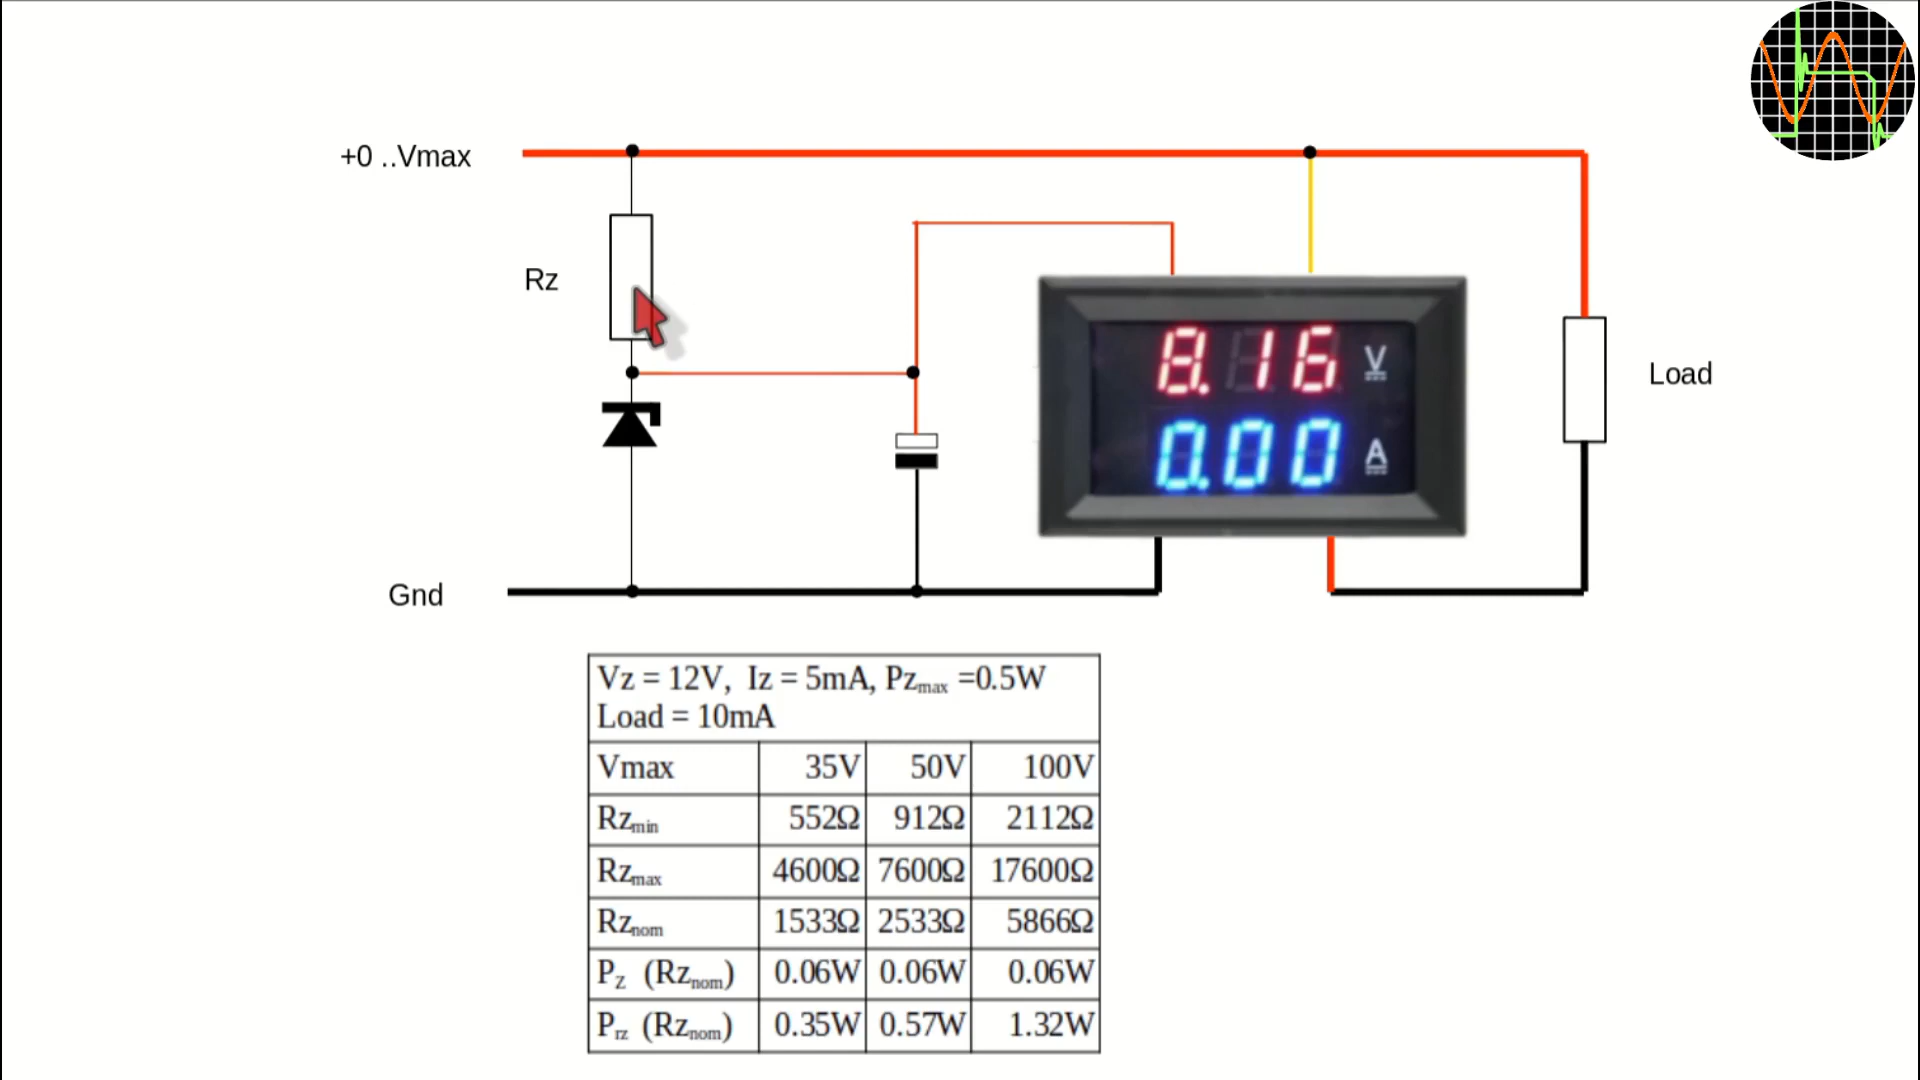 +0 ..Vmax
Rz
8.16 V
0.00 A
Load
Gnd
Vz = 12V, Iz = 5mA, Pzmax =0.5W
Load = 10mA
Vmax 35V 50V 100V
Rzmin 552Ω 912Ω 2112Ω
Rzmax 4600Ω 7600Ω 17600Ω
Rznom 1533Ω 2533Ω 5866Ω
PZ (Rznom) 0.06W 0.06W 0.06W
Prz (Rznom) 0.35W 0.57W 1.32W